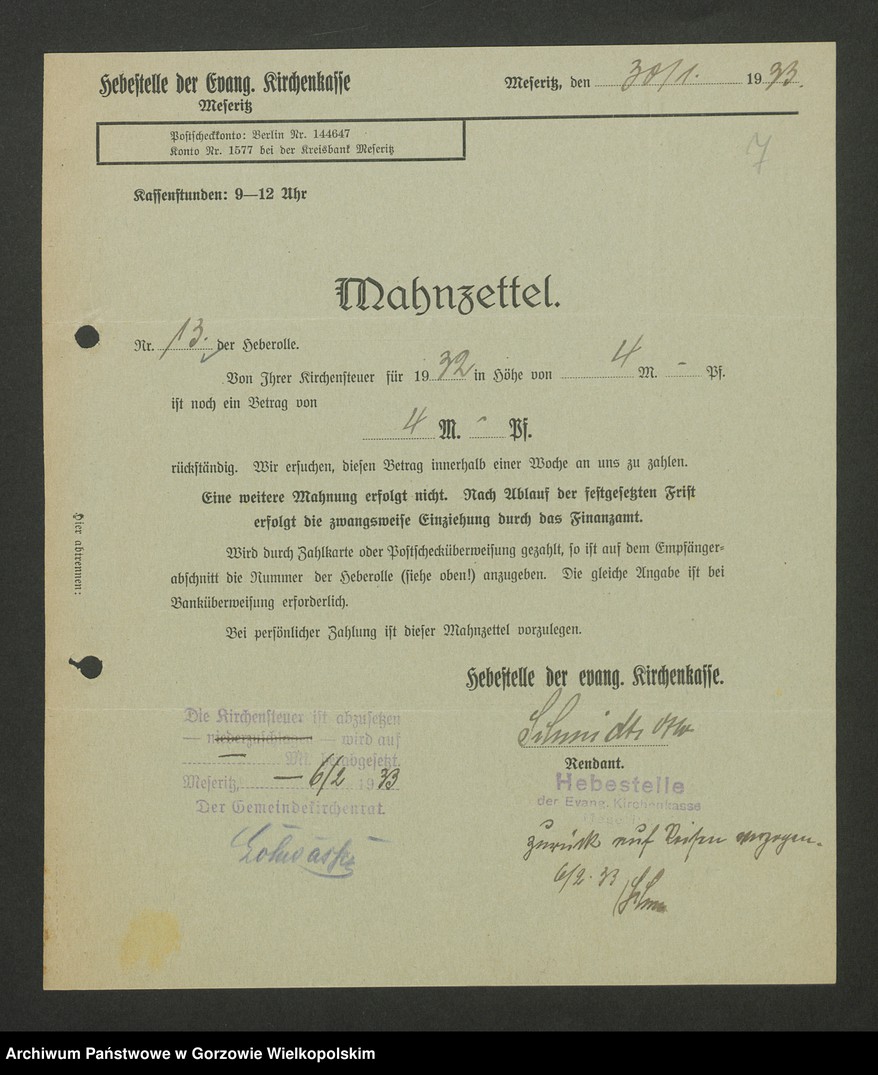 Hebestelle der Evang. Kirchenkasse
Meseritz
Meseritz, den 30/1. 1933.
Postscheckkonto: Berlin Nr. 144647
Konto Nr. 1577 bei der Kreisbank Meseritz
7
Kassenstunden: 9—12 Uhr
Mahnzettel.
Nr. 13. der Heberolle.
Von Ihrer Kirchensteuer für 1932 in Höhe von 4 M. - Pf.
ist noch ein Betrag von
4 M. - Pf.
rückständig. Wir ersuchen, diesen Betrag innerhalb einer Woche an uns zu zahlen.
Eine weitere Mahnung erfolgt nicht. Nach Ablauf der festgesetzten Frist
erfolgt die zwangsweise Einziehung durch das Finanzamt.
Wird durch Zahlkarte oder Postschecküberweisung gezahlt, so ist auf dem Empfänger-
abschnitt die Nummer der Heberolle (siehe oben!) anzugeben. Die gleiche Angabe ist bei
Banküberweisung erforderlich.
Bei persönlicher Zahlung ist dieser Mahnzettel vorzulegen.
Hier abtrennen:
Hebestelle der evang. Kirchenkasse.
Schmidt
Rendant.
Hebestelle
der Evang. Kirchenkasse
zurück auf Reisen
6/2. 33
Die Kirchensteuer ist abzusetzen
— niederzuschlagen — wird auf
— Mk. herabgesetzt.
Meseritz, — 6/2 1933
Der Gemeindekirchenrat.
Archiwum Państwowe w Gorzowie Wielkopolskim